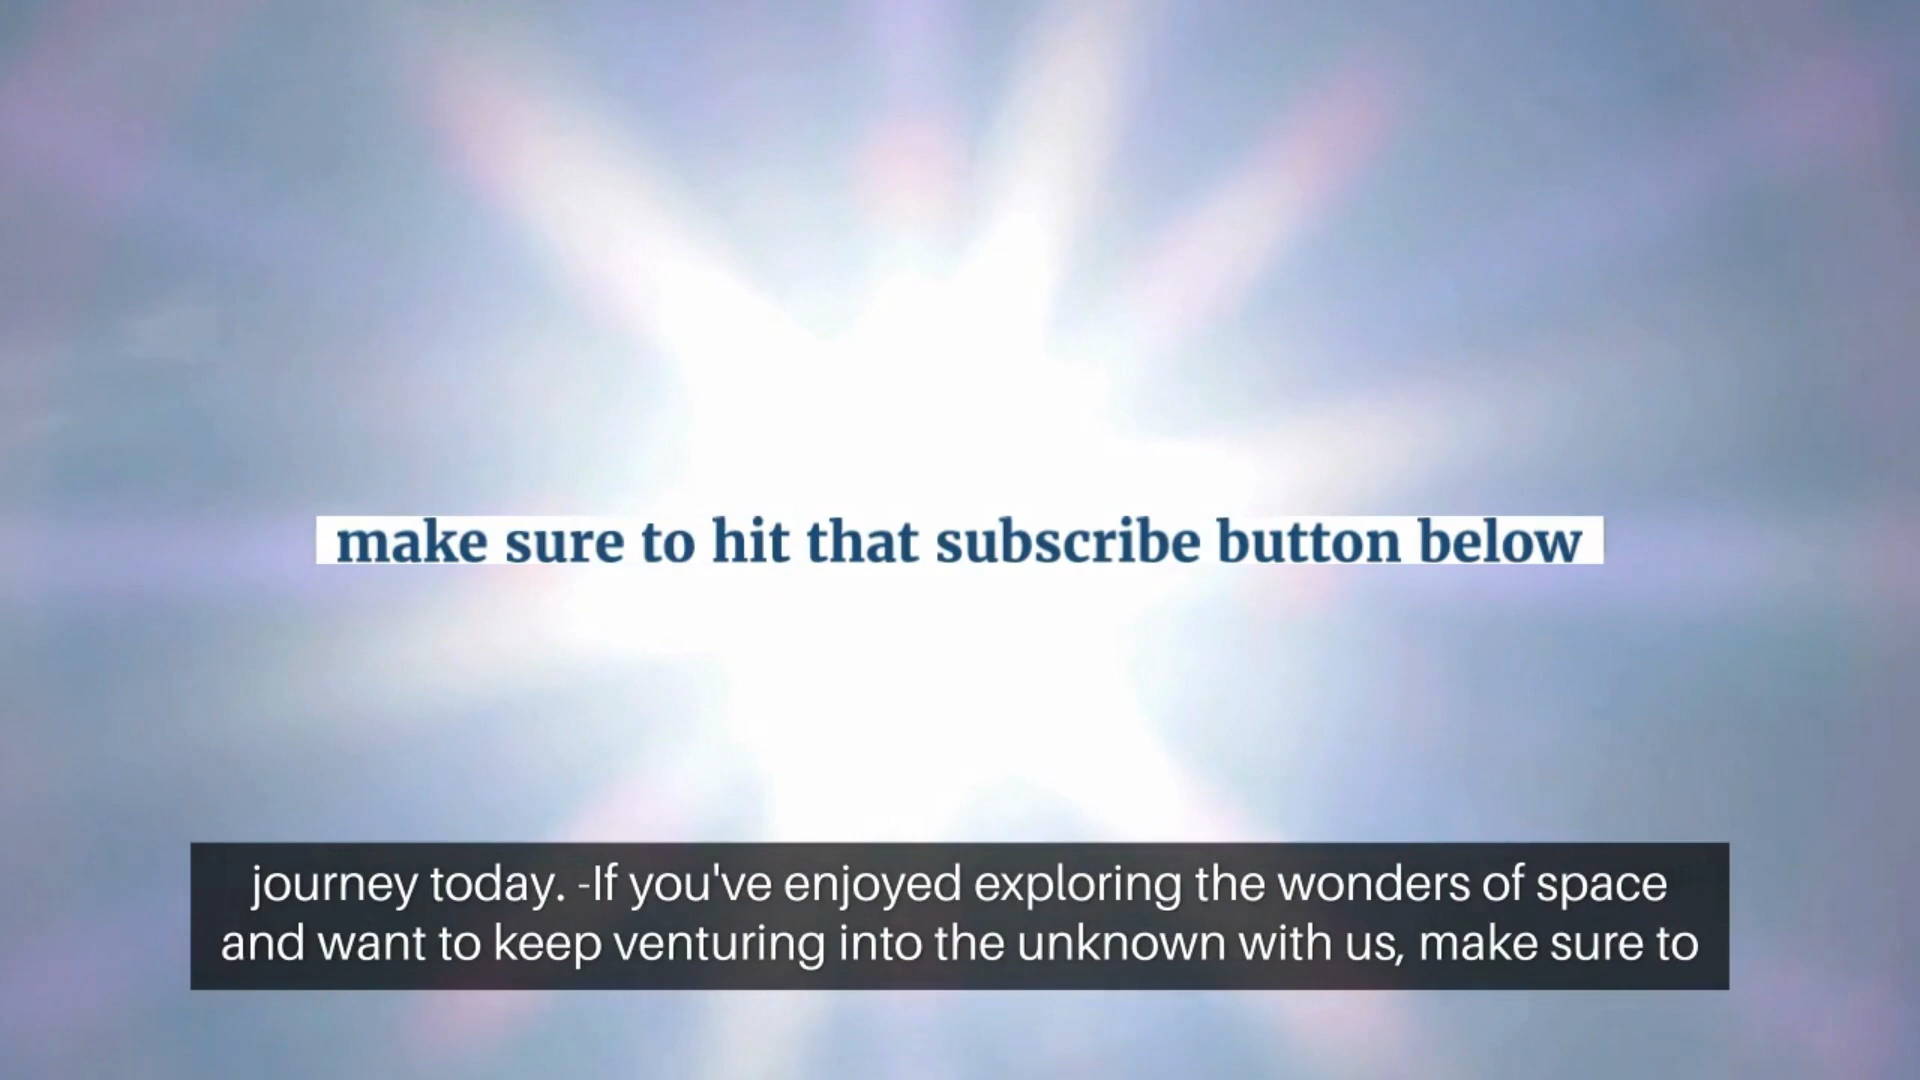 make sure to hit that subscribe button below
journey today. -If you've enjoyed exploring the wonders of space
and want to keep venturing into the unknown with us, make sure to